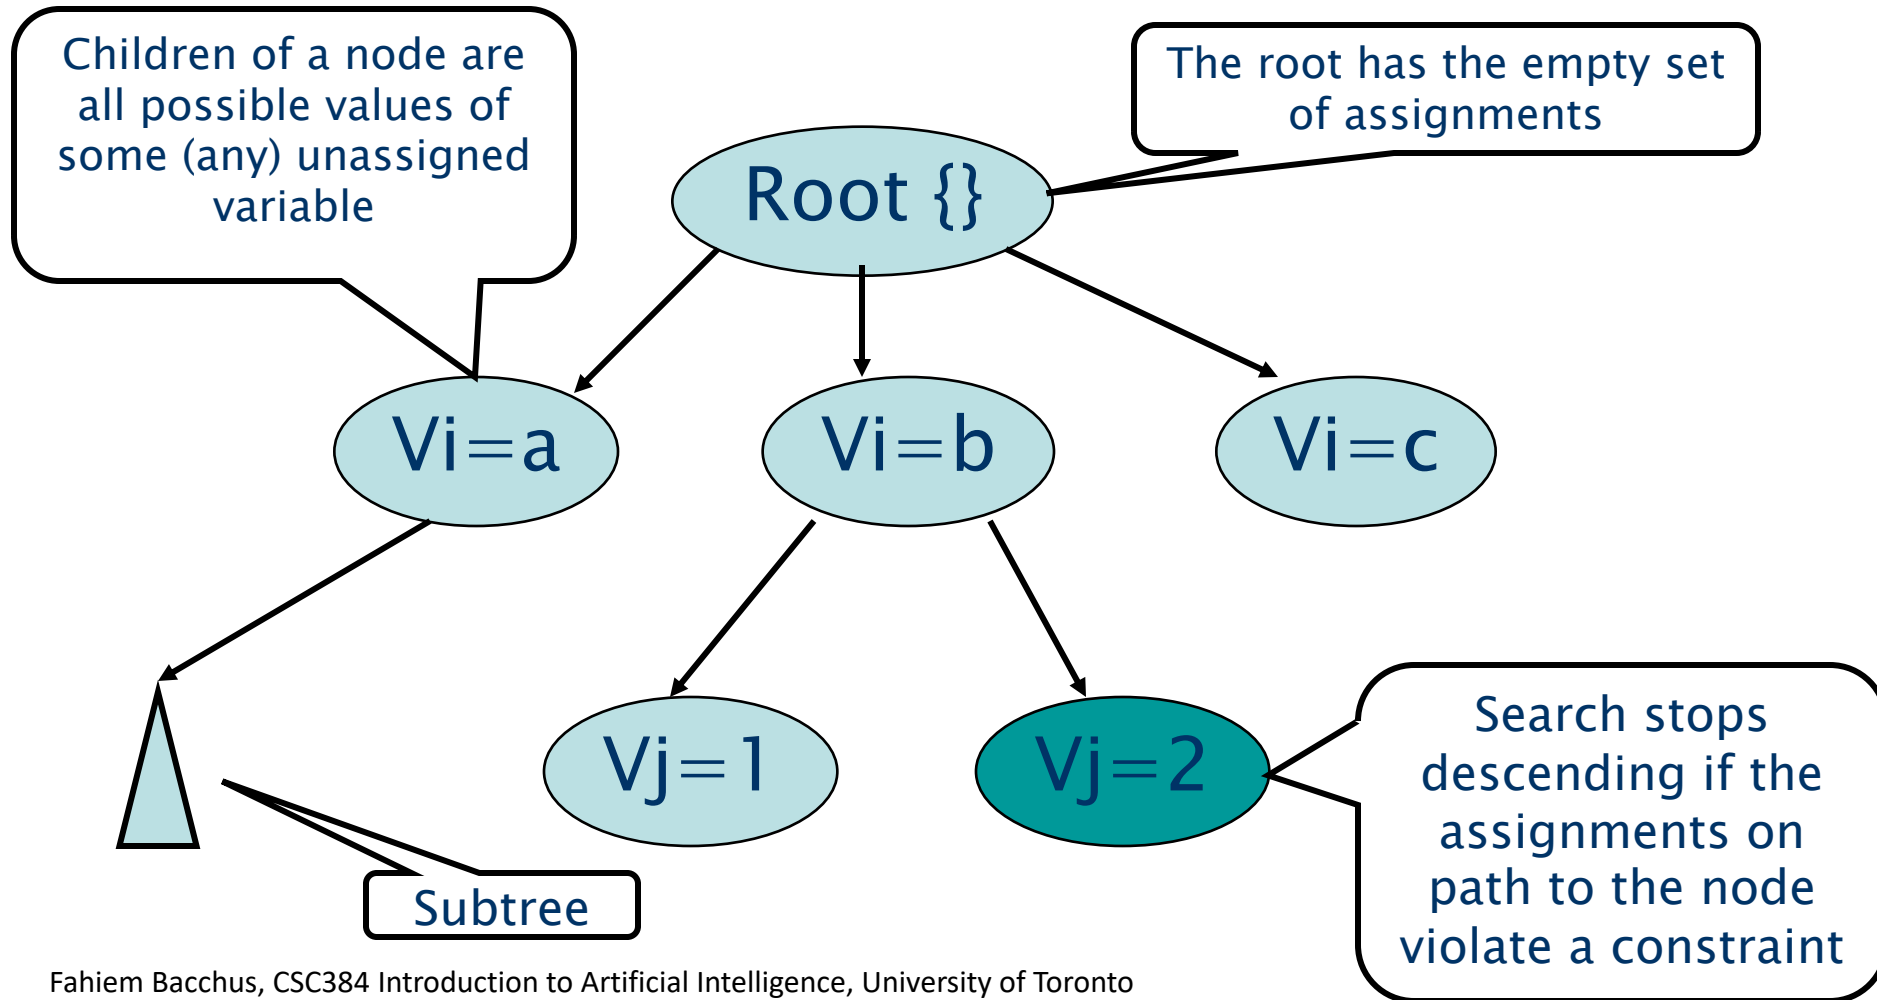 Children of a node are
all possible values of
some (any) unassigned
variable
The root has the empty set
of assignments
Root {}
Vi=a
Vi=b
Vi=c
Vj=1
Vj=2
Search stops
descending if the
assignments on
path to the node
violate a constraint
Subtree
Fahiem Bacchus, CSC384 Introduction to Artificial Intelligence, University of Toronto